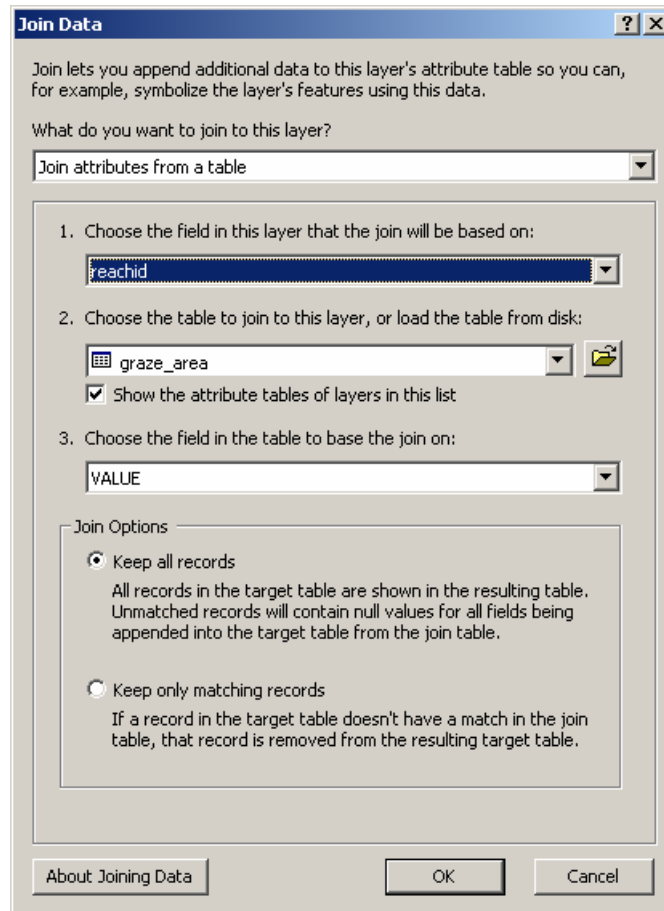 Join Data
Join lets you append additional data to this layer's attribute table so you can,
for example, symbolize the layer's features using this data.
What do you want to join to this layer?
Join attributes from a table
1. Choose the field in this layer that the join will be based on:
reachid
2. Choose the table to join to this layer, or load the table from disk:
graze_area
Show the attribute tables of layers in this list
3. Choose the field in the table to base the join on:
VALUE
Join Options
Keep all records
All records in the target table are shown in the resulting table.
Unmatched records will contain null values for all fields being
appended into the target table from the join table.
Keep only matching records
If a record in the target table doesn't have a match in the join
table, that record is removed from the resulting target table.
About Joining Data
OK
Cancel